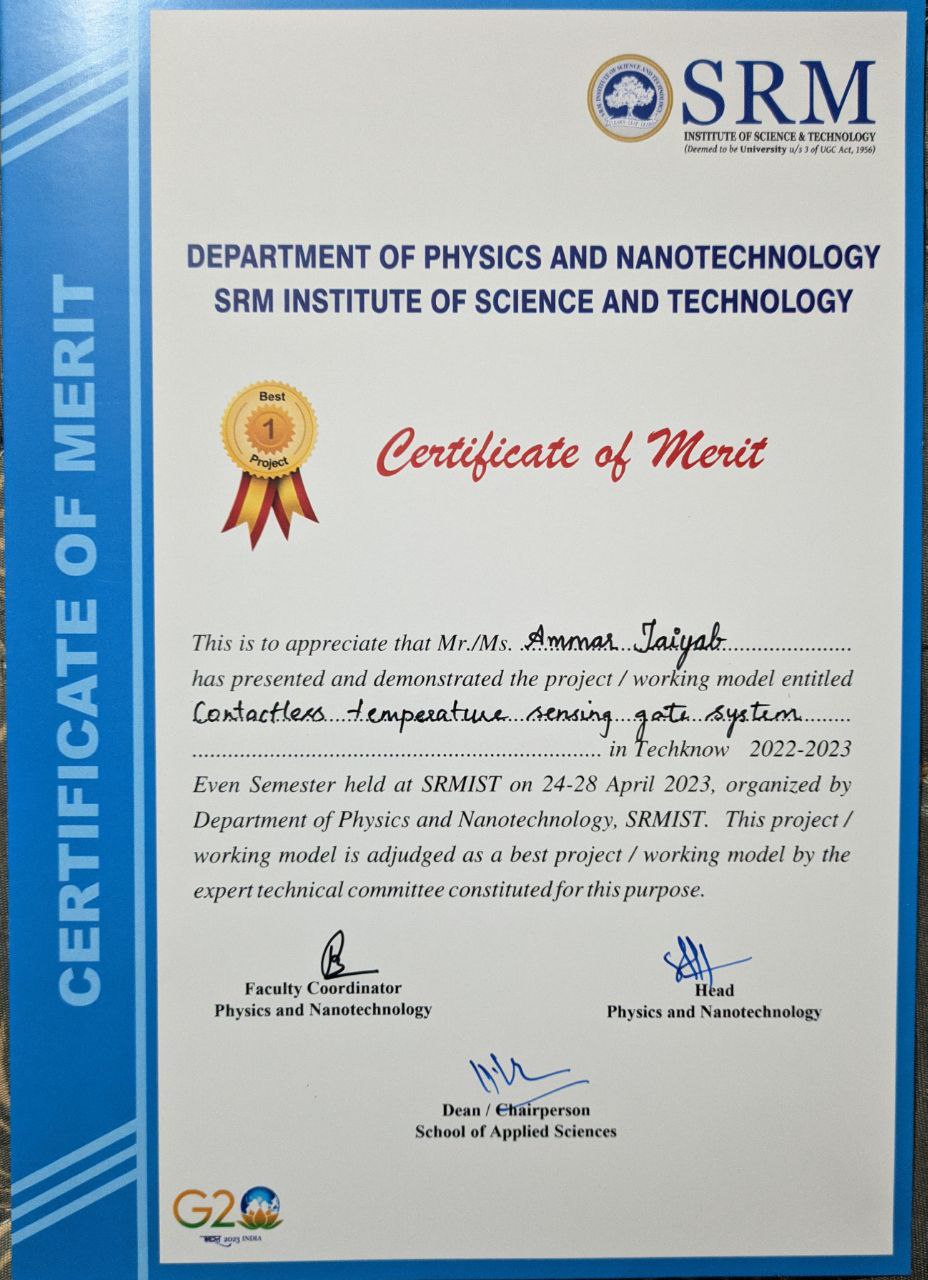 SRM
INSTITUTE OF SCIENCE & TECHNOLOGY
(Deemed to be University u/s 3 of UGC Act, 1956)
DEPARTMENT OF PHYSICS AND NANOTECHNOLOGY
SRM INSTITUTE OF SCIENCE AND TECHNOLOGY
CERTIFICATE OF MERIT
Best
1
Project
Certificate of Merit
This is to appreciate that Mr./Ms. Ammar Taiyab
has presented and demonstrated the project / working model entitled
Contactless temperature sensing gate system
in Techknow 2022-2023
Even Semester held at SRMIST on 24-28 April 2023, organized by
Department of Physics and Nanotechnology, SRMIST. This project /
working model is adjudged as a best project / working model by the
expert technical committee constituted for this purpose.
Faculty Coordinator
Physics and Nanotechnology
Head
Physics and Nanotechnology
Dean / Chairperson
School of Applied Sciences
G20
भारत 2023 INDIA